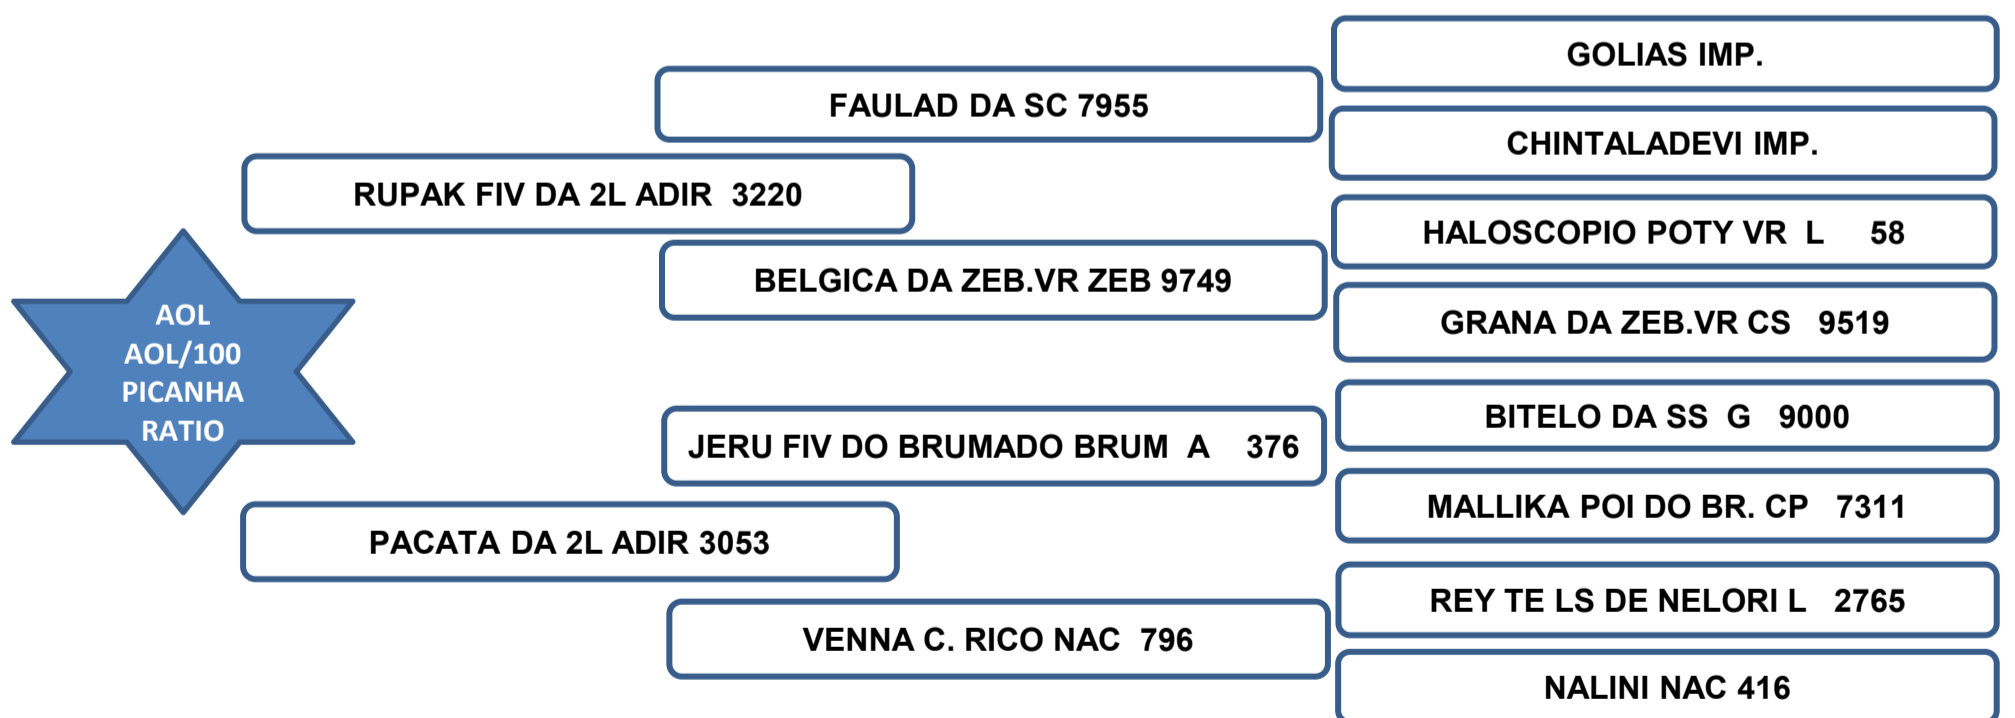 GOLIAS IMP.
FAULAD DA SC 7955
CHINTALADEVI IMP.
RUPAK FIV DA 2L ADIR 3220
HALOSCOPIO POTY VR L 58
BELGICA DA ZEB.VR ZEB 9749
GRANA DA ZEB.VR CS 9519
AOL
AOL/100
PICANHA
RATIO
BITELO DA SS G 9000
JERU FIV DO BRUMADO BRUM A 376
MALLIKA POI DO BR. CP 7311
PACATA DA 2L ADIR 3053
REY TE LS DE NELORI L 2765
VENNA C. RICO NAC 796
NALINI NAC 416